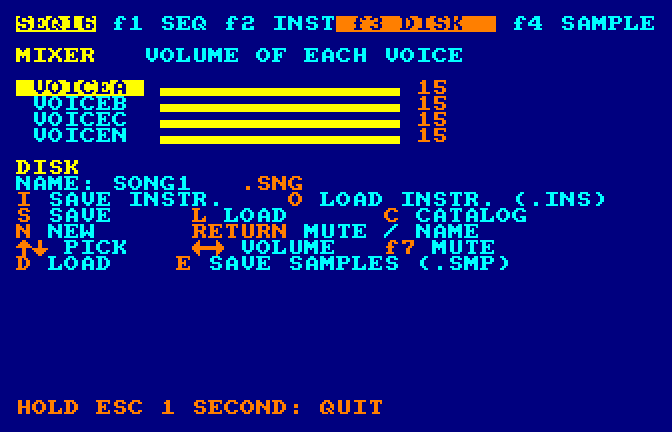 SEQ16 f1 SEQ f2 INST f3 DISK f4 SAMPLE
MIXER VOLUME OF EACH VOICE
VOICEA 15
VOICEB 15
VOICEC 15
VOICEN 15
DISK
NAME: SONG1 .SNG
I SAVE INSTR. O LOAD INSTR. (.INS)
S SAVE L LOAD C CATALOG
N NEW RETURN MUTE / NAME
↑↓ PICK ↔ VOLUME f7 MUTE
D LOAD E SAVE SAMPLES (.SMP)
HOLD ESC 1 SECOND: QUIT